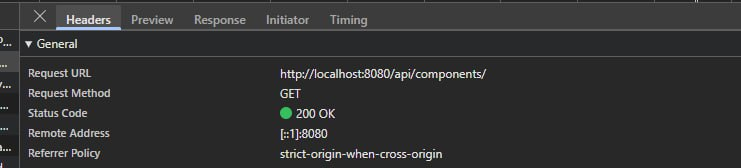 Headers Preview Response Initiator Timing
General
Request URL http://localhost:8080/api/components/
Request Method GET
Status Code 200 OK
Remote Address [::1]:8080
Referrer Policy strict-origin-when-cross-origin